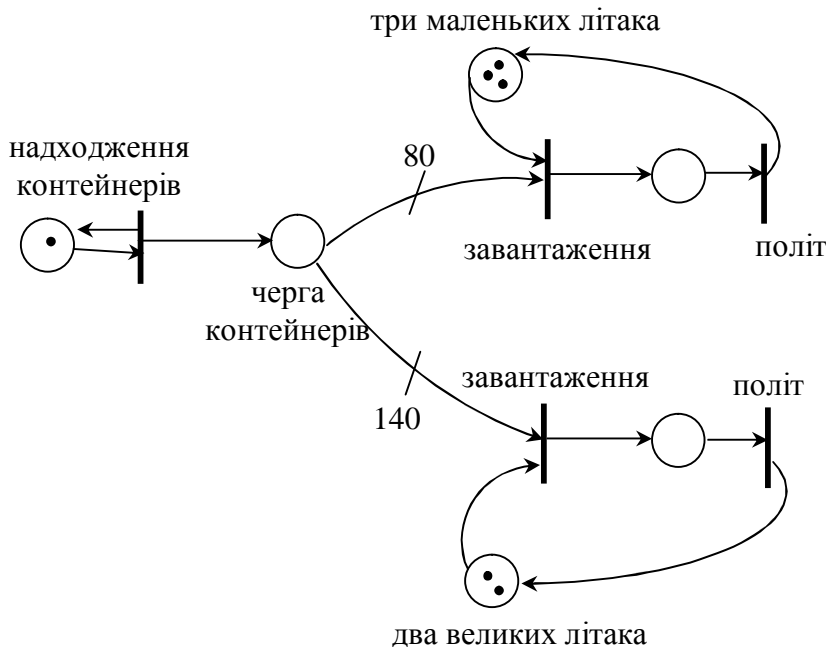 три маленьких літака
надходження
контейнерів
80
завантаження
політ
черга
контейнерів
завантаження
політ
140
два великих літака